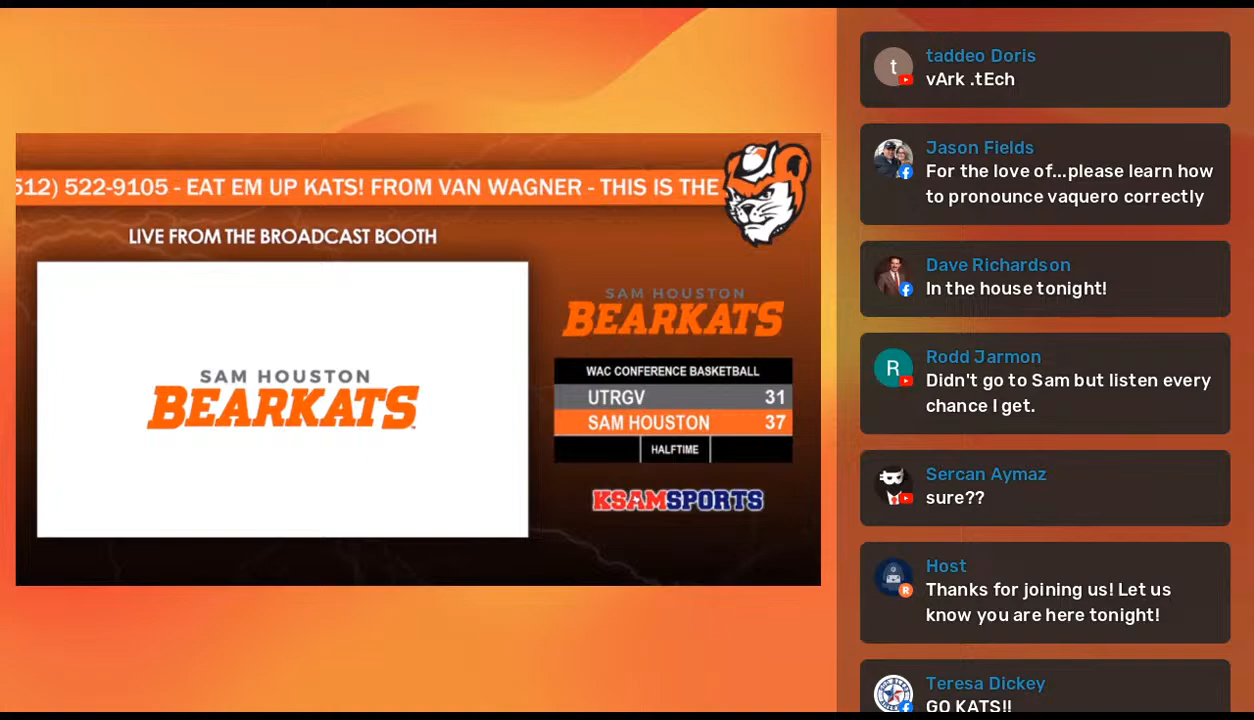 512) 522-9105 - EAT EM UP KATS! FROM VAN WAGNER - THIS IS THE
LIVE FROM THE BROADCAST BOOTH
SAM HOUSTON
BEARKATS
SAM HOUSTON
BEARKATS
WAC CONFERENCE BASKETBALL
UTRGV 31
SAM HOUSTON 37
HALFTIME
KSAMSPORTS
t
taddeo Doris
vArk .tEch
Jason Fields
For the love of...please learn how
to pronounce vaquero correctly
Dave Richardson
In the house tonight!
R
Rodd Jarmon
Didn't go to Sam but listen every
chance I get.
Sercan Aymaz
sure??
Host
Thanks for joining us! Let us
know you are here tonight!
Teresa Dickey
GO KATS!!